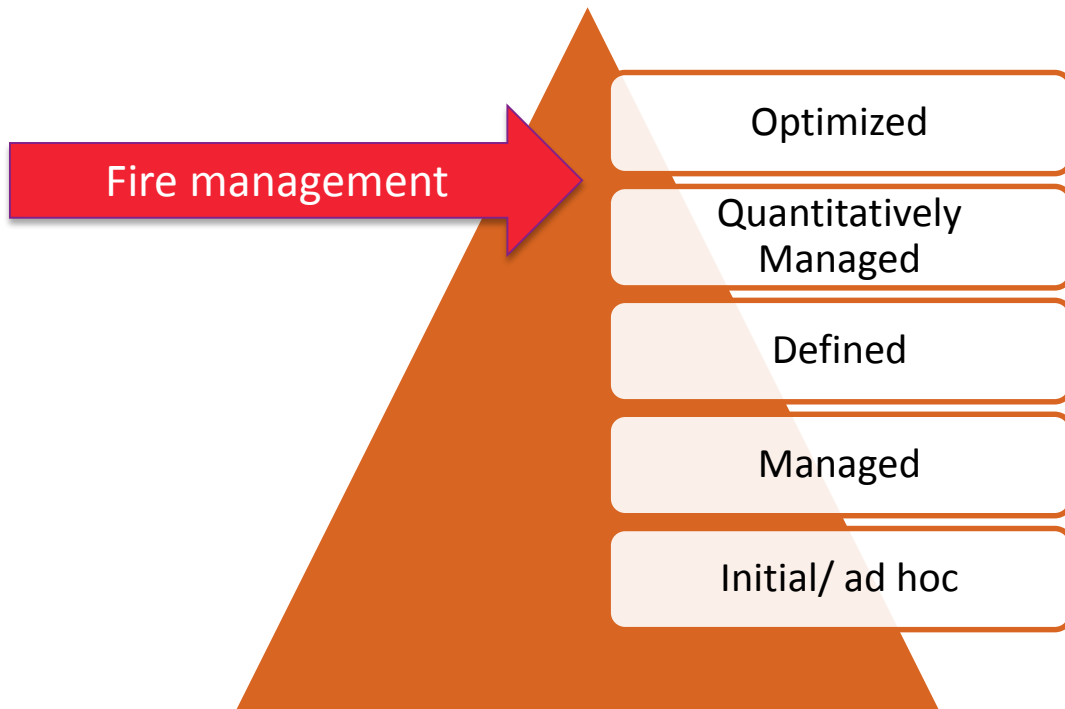 Optimized
Fire management
Quantitatively
Managed
Defined
Managed
Initial/ ad hoc